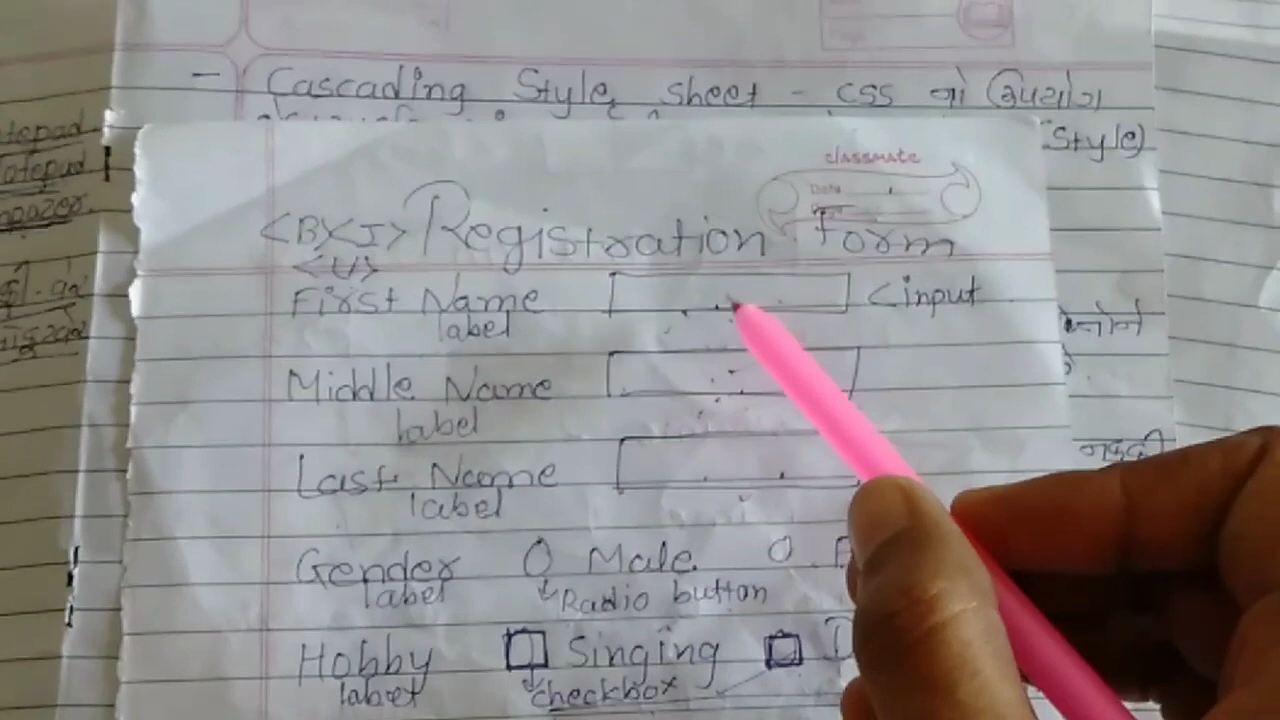 - Cascading Style sheet - CSS નો ઉપયોગ
Style)
classmate
Date
<B><I> Registration Form
<U>
First Name <input
label
Middle Name
label
Last Name
label
Gender Male
label Radio button
Hobby Singing
label checkbox